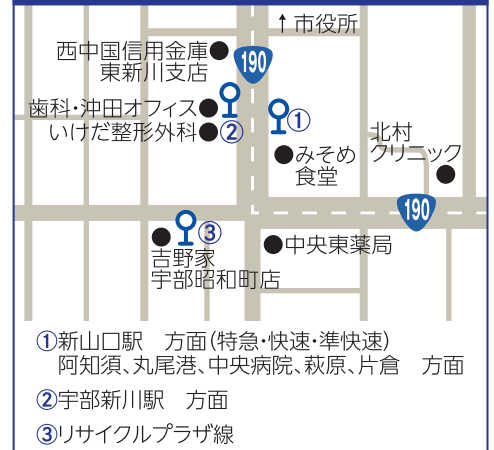 ↑市役所
西中国信用金庫
東新川支店
190
歯科・沖田オフィス
①
いけだ整形外科
②
北村
クリニック
みそめ
食堂
190
③
吉野家
宇部昭和町店
中央東薬局
①新山口駅　方面(特急・快速・準快速)
阿知須、丸尾港、中央病院、萩原、片倉　方面
②宇部新川駅　方面
③リサイクルプラザ線